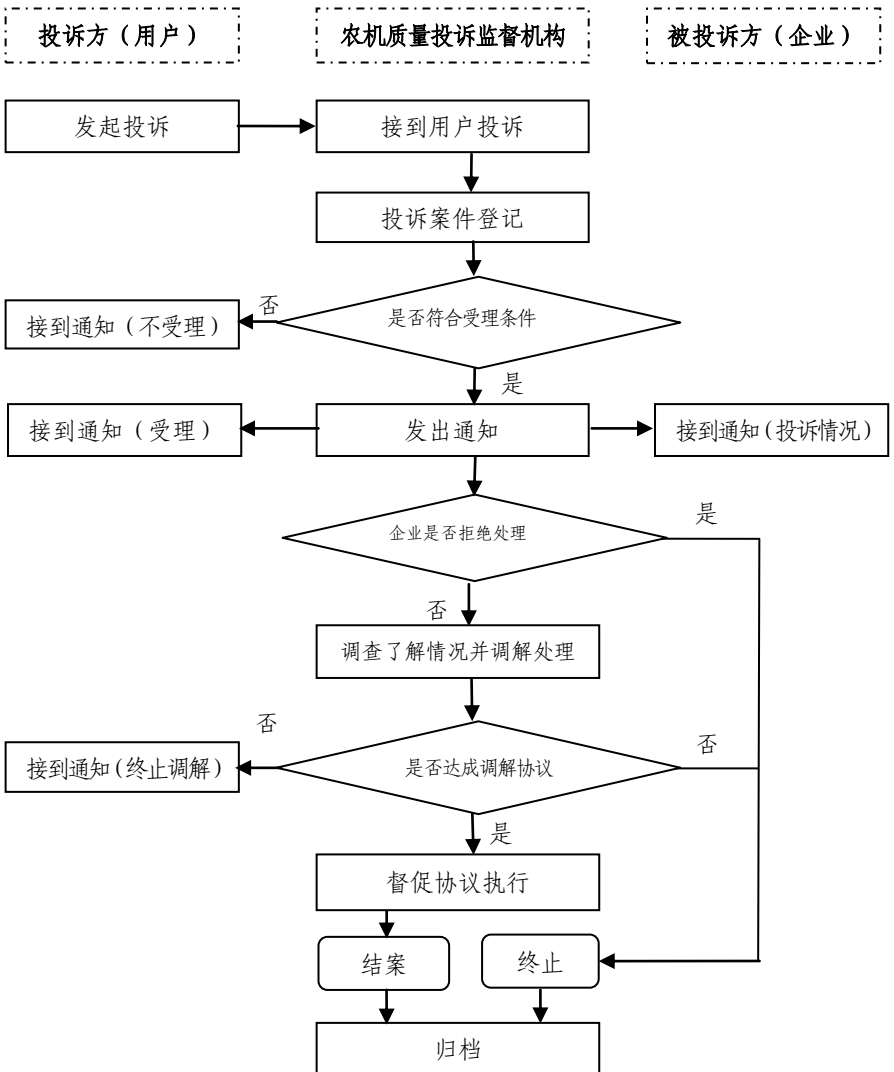 投诉方（用户）
农机质量投诉监督机构
被投诉方（企业）
发起投诉
接到用户投诉
投诉案件登记
否
接到通知（不受理）
是否符合受理条件
是
接到通知（受理）
发出通知
接到通知（投诉情况）
企业是否拒绝处理
是
否
调查了解情况并调解处理
否
接到通知（终止调解）
是否达成调解协议
否
是
督促协议执行
结案
终止
归档